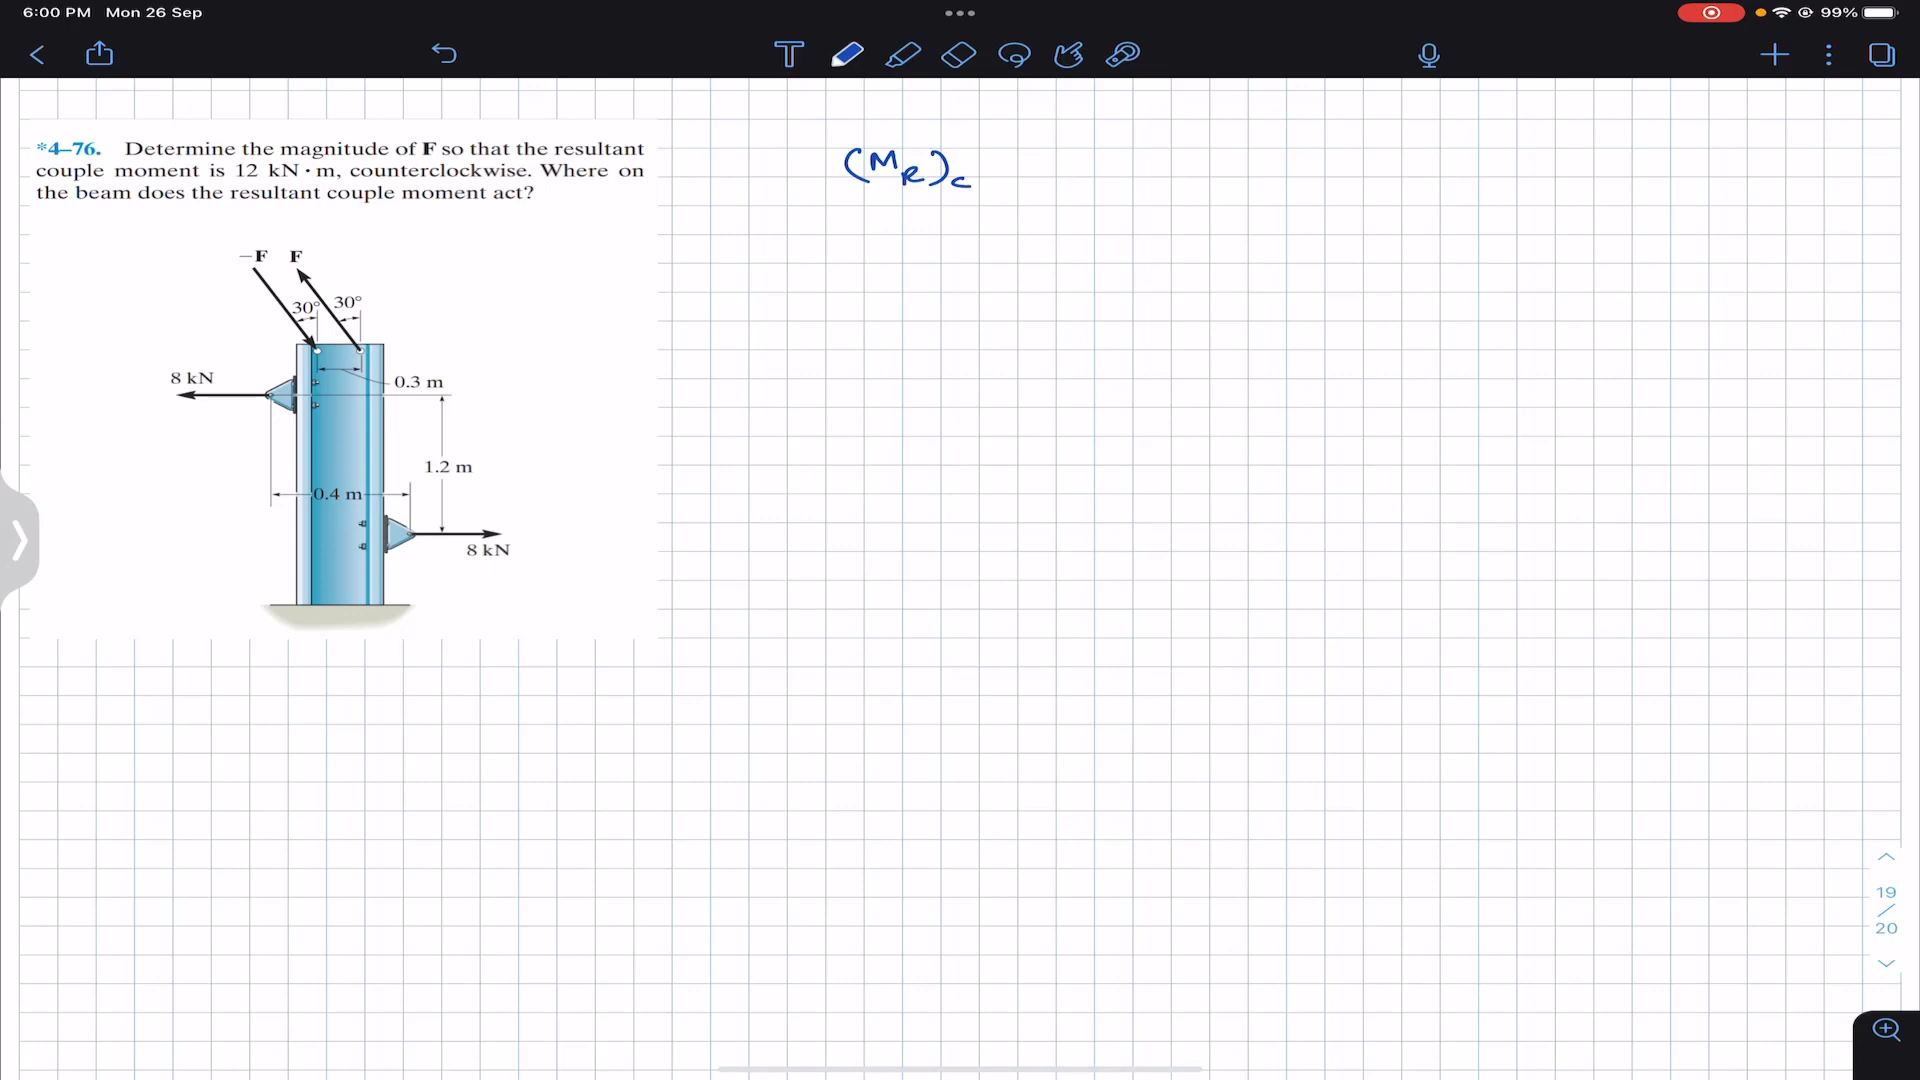 6:00 PM Mon 26 Sep
99%
*4–76. Determine the magnitude of F so that the resultant
couple moment is 12 kN · m, counterclockwise. Where on
the beam does the resultant couple moment act?
(M_R)_C
–F F
30° 30°
8 kN
0.3 m
1.2 m
0.4 m
8 kN
19
/
20